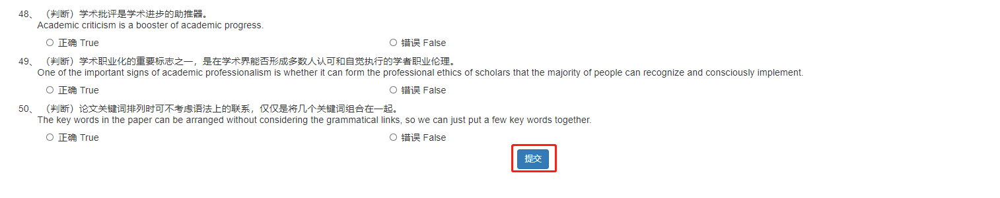 48、 （判断）学术批评是学术进步的助推器。
Academic criticism is a booster of academic progress.
正确 True 错误 False
49、 （判断）学术职业化的重要标志之一，是在学术界能否形成多数人认可和自觉执行的学者职业伦理。
One of the important signs of academic professionalism is whether it can form the professional ethics of scholars that the majority of people can recognize and consciously implement.
正确 True 错误 False
50、 （判断）论文关键词排列时可不考虑语法上的联系，仅仅是将几个关键词组合在一起。
The key words in the paper can be arranged without considering the grammatical links, so we can just put a few key words together.
正确 True 错误 False
提交